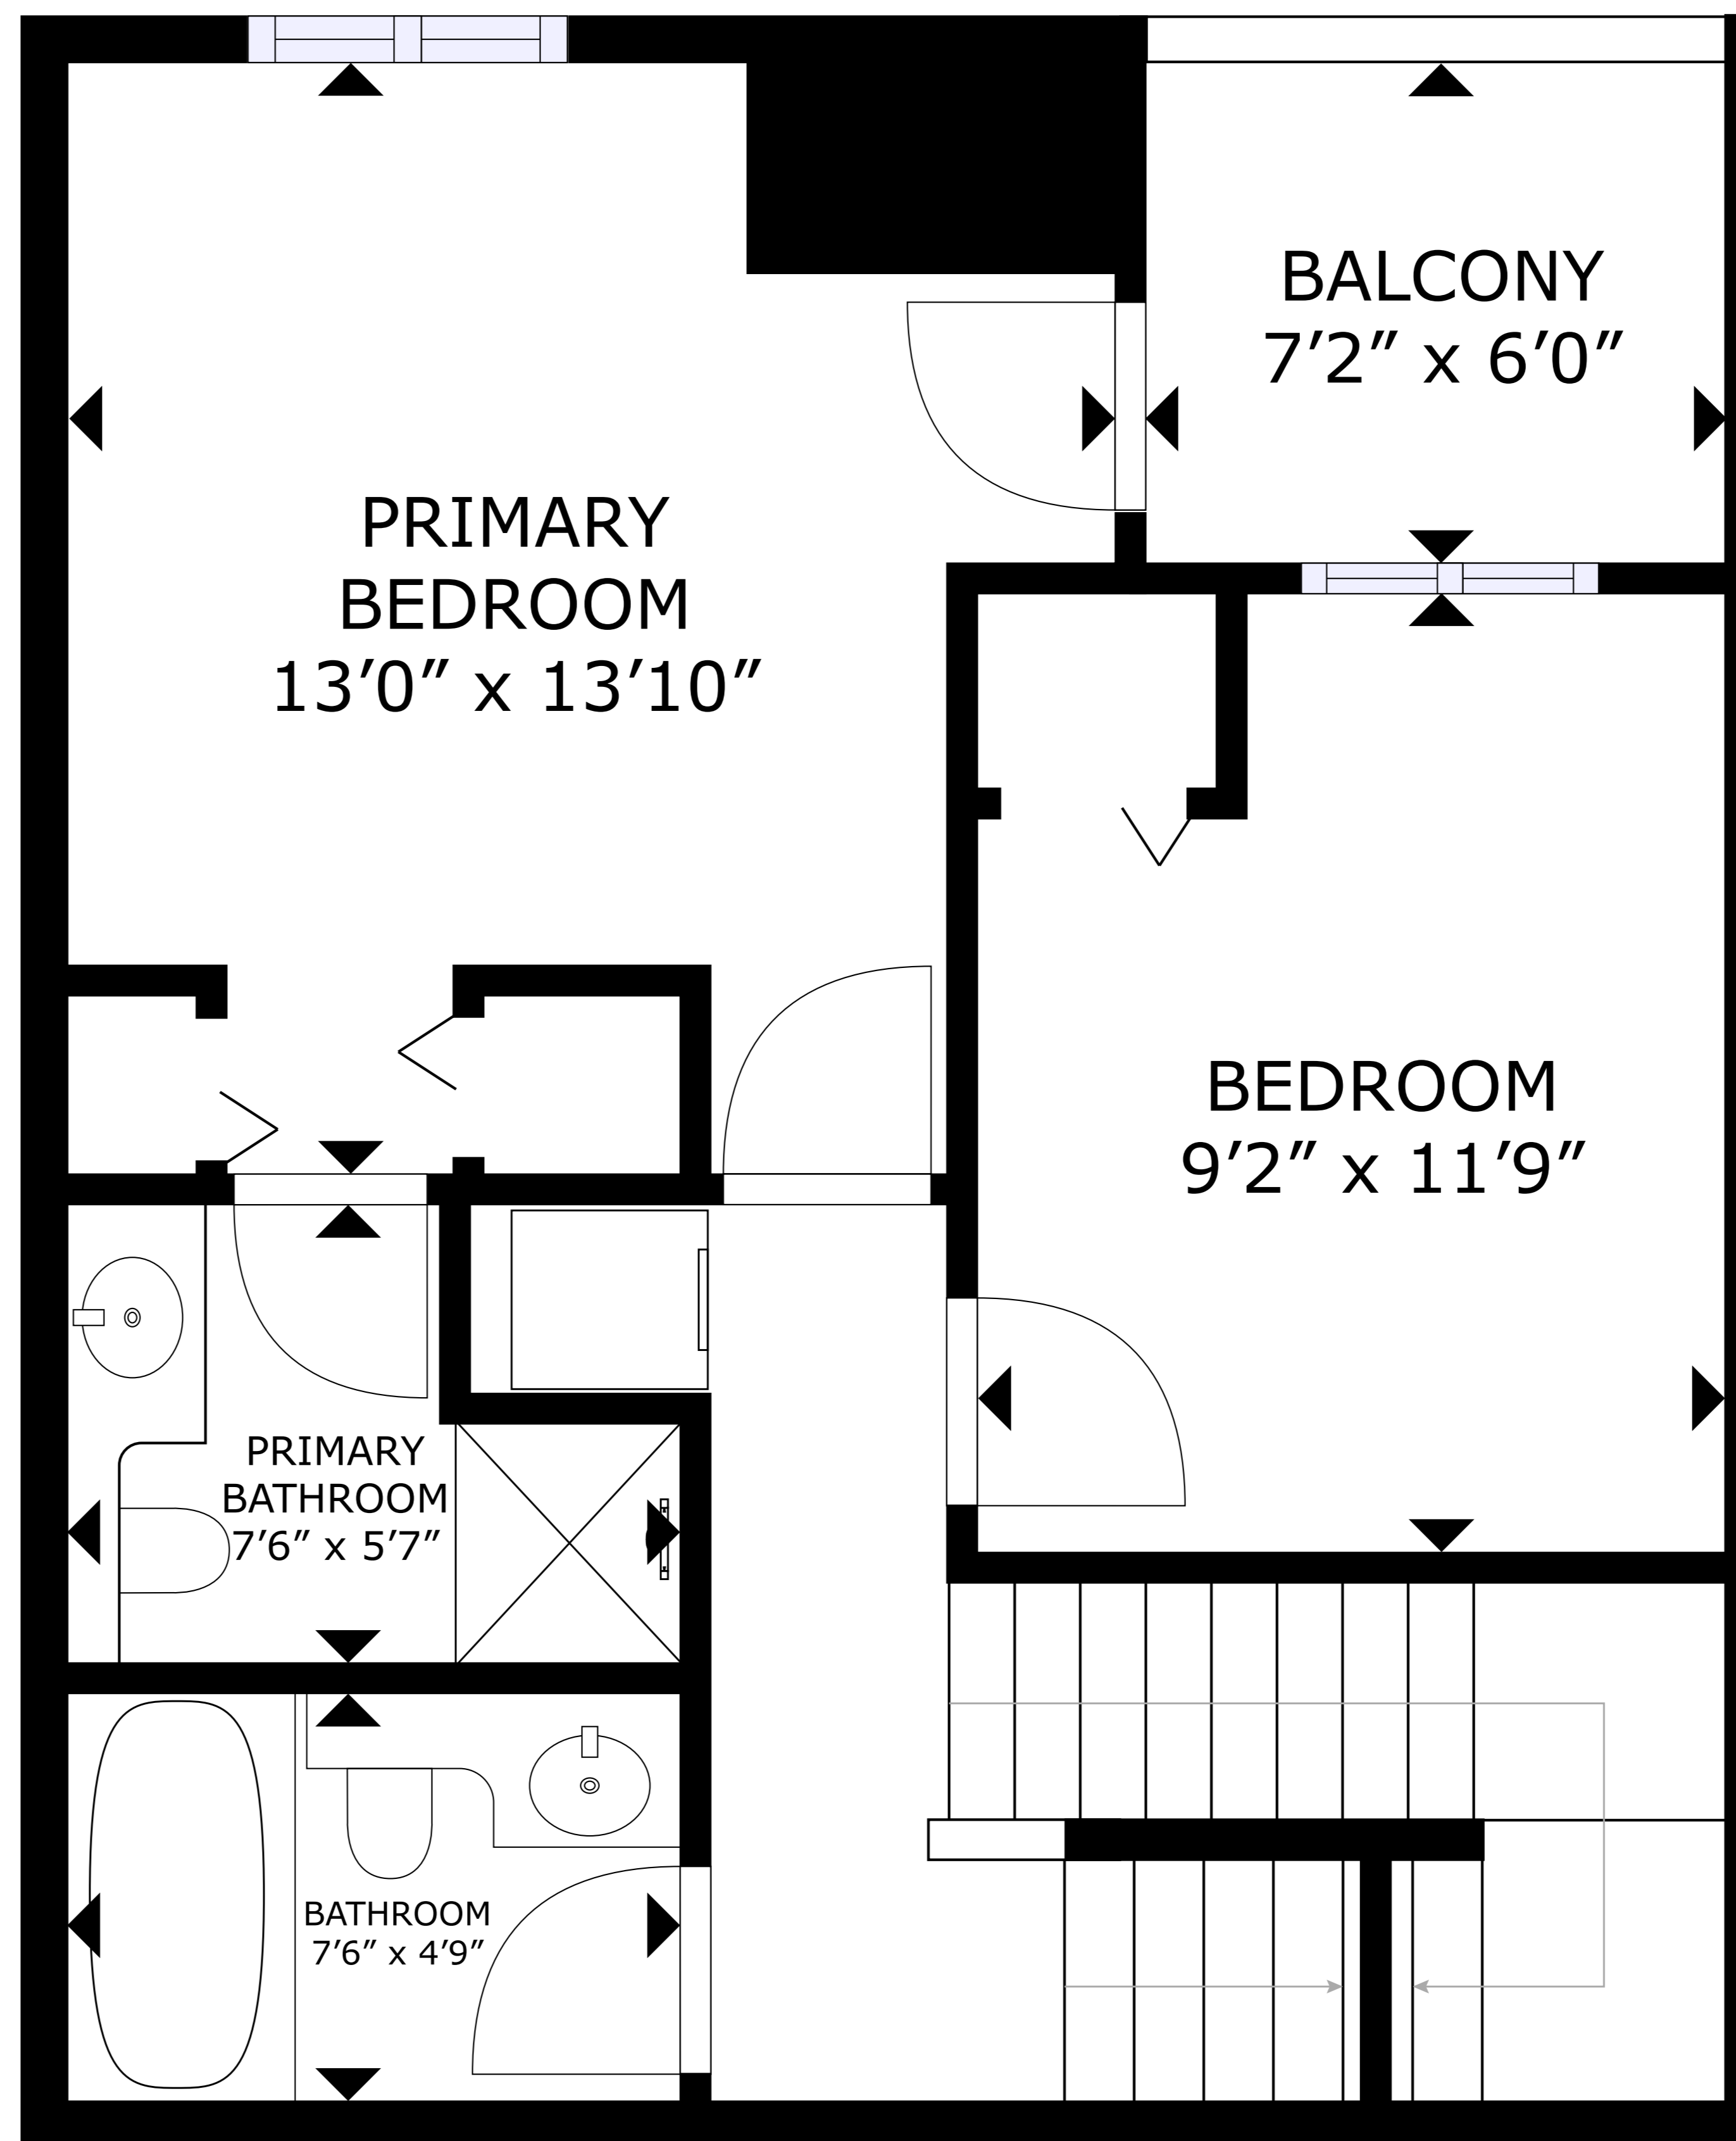 BALCONY
7′2″ x 6′0″
PRIMARY
BEDROOM
13′0″ x 13′10″
BEDROOM
9′2″ x 11′9″
PRIMARY
BATHROOM
7′6″ x 5′7″
BATHROOM
7′6″ x 4′9″